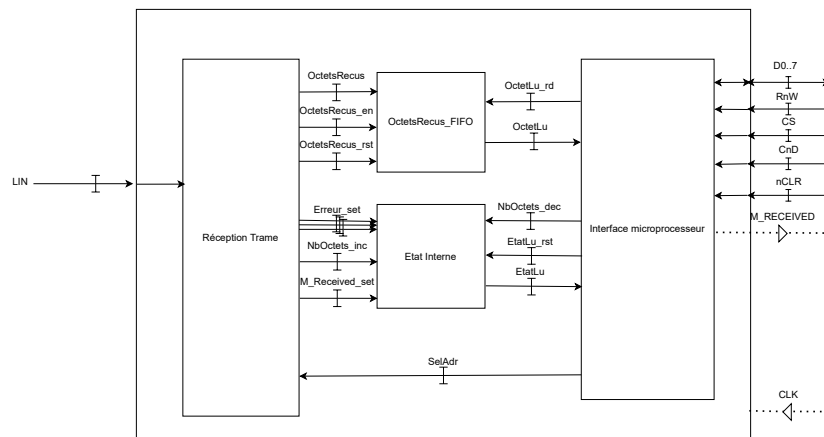 D0..7
OctetsRecus
OctetLu_rd
RnW
OctetsRecus_en
OctetsRecus_FIFO
CS
OctetLu
OctetsRecus_rst
CnD
LIN
nCLR
Erreur_set
NbOctets_dec
M_RECEIVED
Réception Trame
Interface microprocesseur
NbOctets_inc
Etat Interne
EtatLu_rst
M_Received_set
EtatLu
SelAdr
CLK